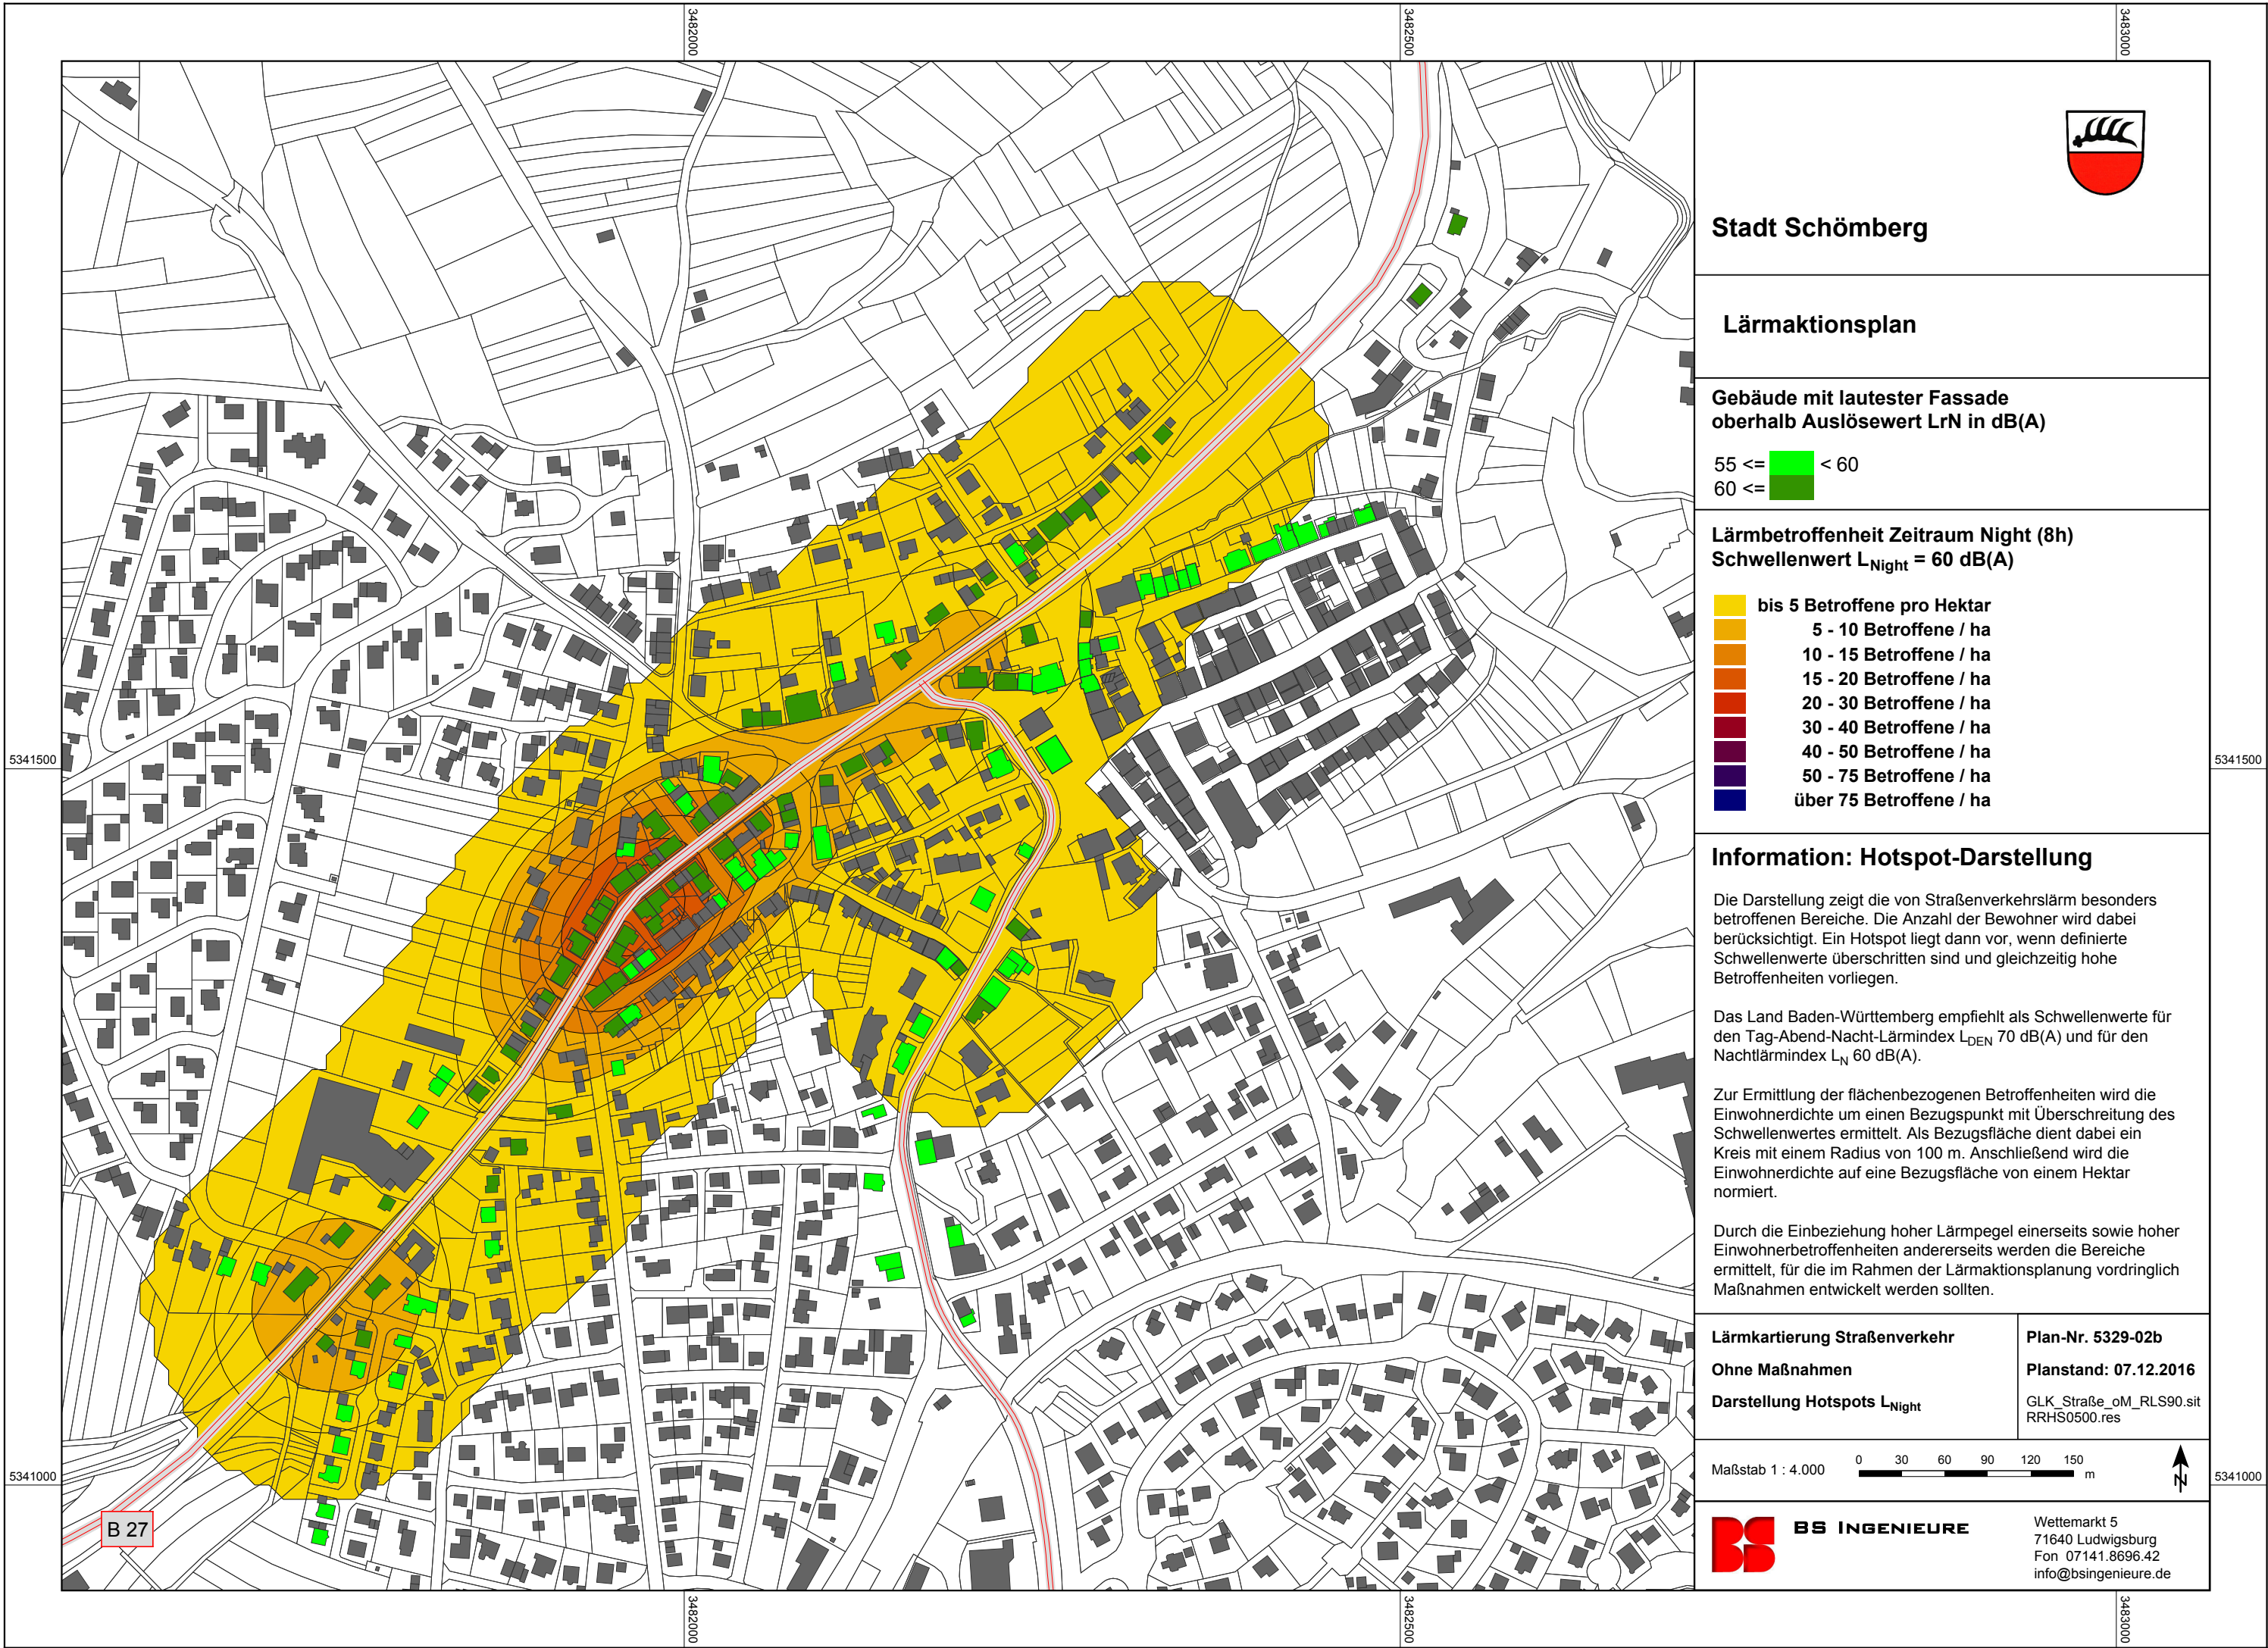 3482000
3482500
3483000
Stadt Schömberg
Lärmaktionsplan
Gebäude mit lautester Fassade
oberhalb Auslösewert LrN in dB(A)
55 <= < 60
60 <=
Lärmbetroffenheit Zeitraum Night (8h)
Schwellenwert LNight = 60 dB(A)
bis 5 Betroffene pro Hektar
5 - 10 Betroffene / ha
10 - 15 Betroffene / ha
15 - 20 Betroffene / ha
20 - 30 Betroffene / ha
30 - 40 Betroffene / ha
40 - 50 Betroffene / ha
50 - 75 Betroffene / ha
über 75 Betroffene / ha
5341500
5341500
Information: Hotspot-Darstellung
Die Darstellung zeigt die von Straßenverkehrslärm besonders
betroffenen Bereiche. Die Anzahl der Bewohner wird dabei
berücksichtigt. Ein Hotspot liegt dann vor, wenn definierte
Schwellenwerte überschritten sind und gleichzeitig hohe
Betroffenheiten vorliegen.
Das Land Baden-Württemberg empfiehlt als Schwellenwerte für
den Tag-Abend-Nacht-Lärmindex LDEN 70 dB(A) und für den
Nachtlärmindex LN 60 dB(A).
Zur Ermittlung der flächenbezogenen Betroffenheiten wird die
Einwohnerdichte um einen Bezugspunkt mit Überschreitung des
Schwellenwertes ermittelt. Als Bezugsfläche dient dabei ein
Kreis mit einem Radius von 100 m. Anschließend wird die
Einwohnerdichte auf eine Bezugsfläche von einem Hektar
normiert.
Durch die Einbeziehung hoher Lärmpegel einerseits sowie hoher
Einwohnerbetroffenheiten andererseits werden die Bereiche
ermittelt, für die im Rahmen der Lärmaktionsplanung vordringlich
Maßnahmen entwickelt werden sollten.
Lärmkartierung Straßenverkehr
Ohne Maßnahmen
Darstellung Hotspots LNight
Plan-Nr. 5329-02b
Planstand: 07.12.2016
GLK_Straße_oM_RLS90.sit
RRHS0500.res
Maßstab 1 : 4.000
0 30 60 90 120 150
m
N
5341000
5341000
B 27
BS INGENIEURE
Wettemarkt 5
71640 Ludwigsburg
Fon 07141.8696.42
info@bsingenieure.de
3482000
3482500
3483000